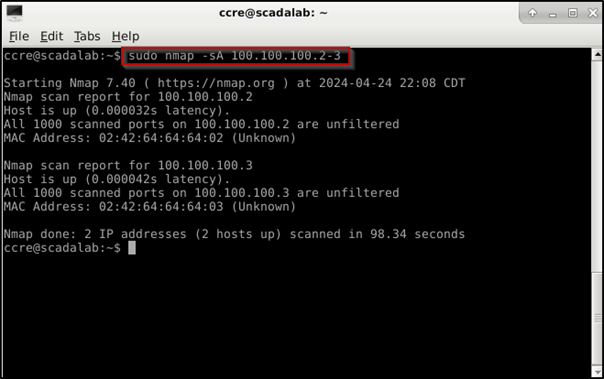 ccre@scadalab: ~
File Edit Tabs Help
ccre@scadalab:~$ sudo nmap -sA 100.100.100.2-3
Starting Nmap 7.40 ( https://nmap.org ) at 2024-04-24 22:08 CDT
Nmap scan report for 100.100.100.2
Host is up (0.000032s latency).
All 1000 scanned ports on 100.100.100.2 are unfiltered
MAC Address: 02:42:64:64:64:02 (Unknown)
Nmap scan report for 100.100.100.3
Host is up (0.000042s latency).
All 1000 scanned ports on 100.100.100.3 are unfiltered
MAC Address: 02:42:64:64:64:03 (Unknown)
Nmap done: 2 IP addresses (2 hosts up) scanned in 98.34 seconds
ccre@scadalab:~$